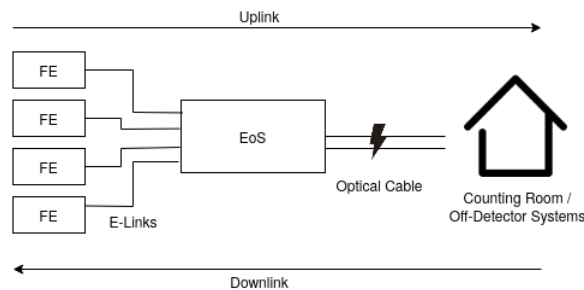 Uplink
FE
FE
FE
FE
EoS
E-Links
Optical Cable
Counting Room /
Off-Detector Systems
Downlink